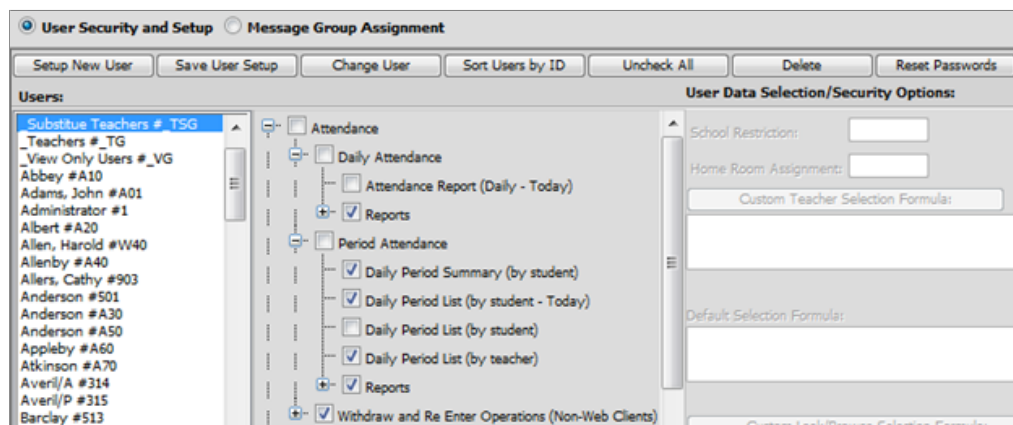 User Security and Setup Message Group Assignment
Setup New User Save User Setup Change User Sort Users by ID Uncheck All Delete Reset Passwords
Users:
_Substitue Teachers #_TSG
_Teachers #_TG
_View Only Users #_VG
Abbey #A10
Adams, John #A01
Administrator #1
Albert #A20
Allen, Harold #W40
Allenby #A40
Allers, Cathy #903
Anderson #501
Anderson #A30
Anderson #A50
Appleby #A60
Atkinson #A70
Averil/A #314
Averil/P #315
Barclay #513
Attendance
Daily Attendance
Attendance Report (Daily - Today)
Reports
Period Attendance
Daily Period Summary (by student)
Daily Period List (by student - Today)
Daily Period List (by student)
Daily Period List (by teacher)
Reports
Withdraw and Re Enter Operations (Non-Web Clients)
User Data Selection/Security Options:
School Restriction:
Home Room Assignment:
Custom Teacher Selection Formula:
Default Selection Formula:
Custom Look/Browse Selection Formula: